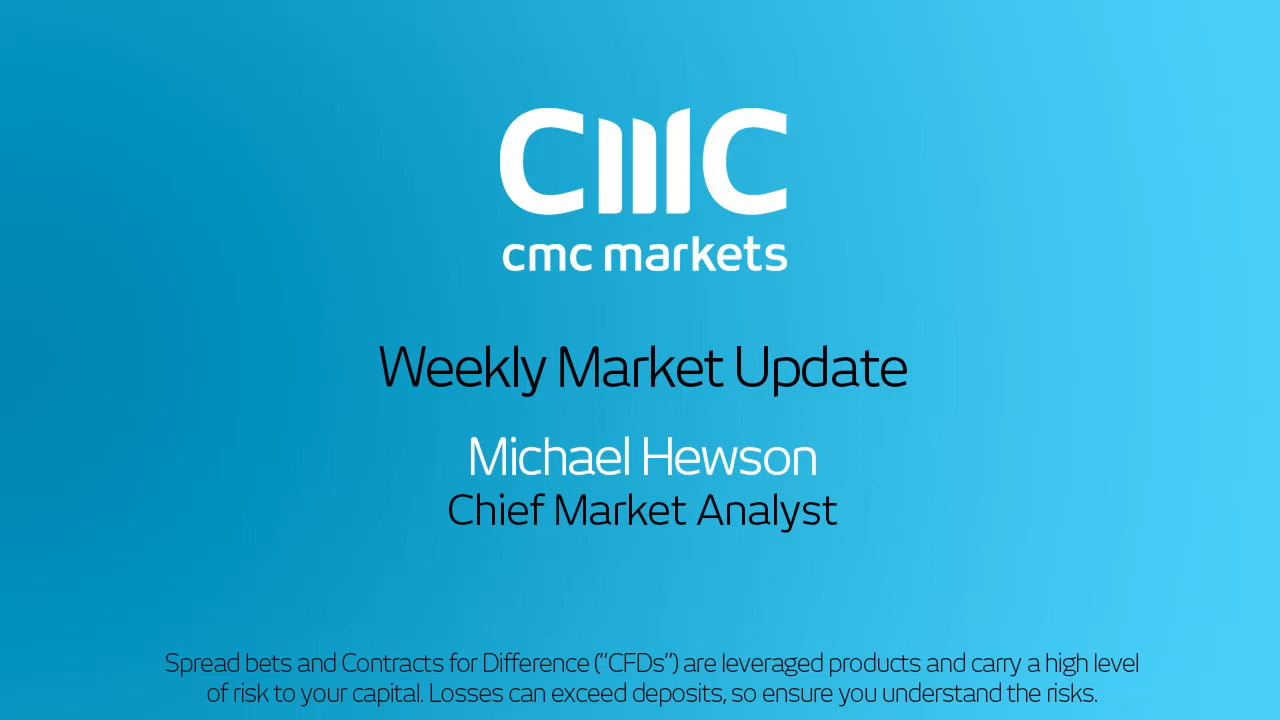 CMC
cmc markets
Weekly Market Update
Michael Hewson
Chief Market Analyst
Spread bets and Contracts for Difference (”CFDs”) are leveraged products and carry a high level
of risk to your capital. Losses can exceed deposits, so ensure you understand the risks.